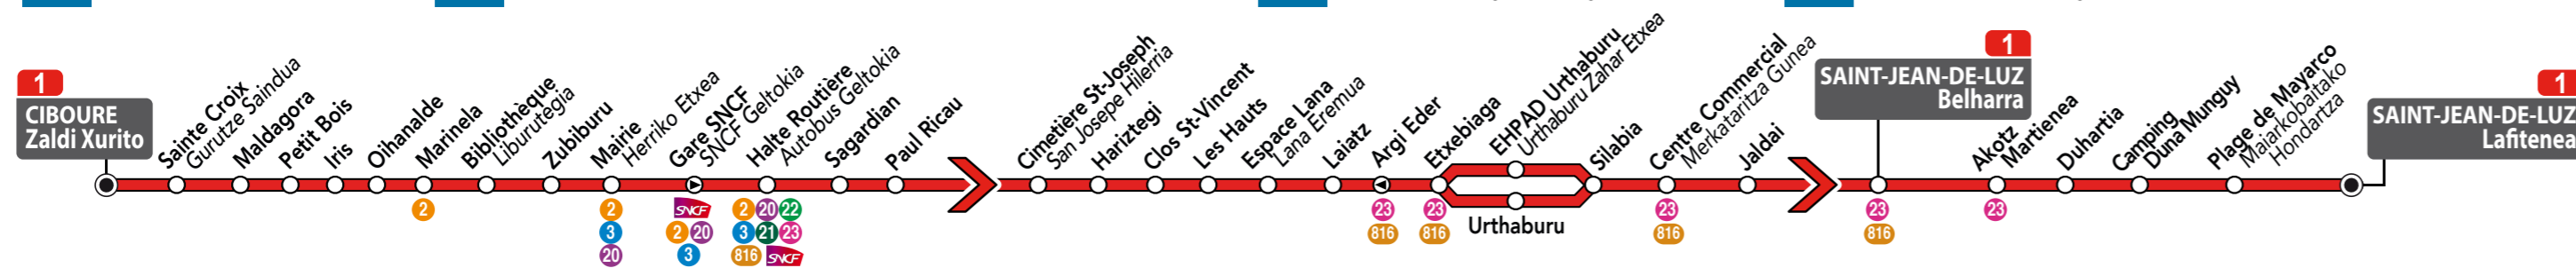 1
CIBOURE
Zaldi Xurito
Sainte Croix
Gurutze Saindua
Maldagora
Petit Bois
Iris
Olhanalde
Marinela
2
Bibliothèque
Liburutegia
Zubiburu
Mairie
Herriko Etxea
2
3
20
Gare SNCF
SNCF Geltokia
SNCF
2 20
3
Halte Routière
Autobus Geltokia
2 20 22
3 21 23
816 SNCF
Sagardian
Paul Ricau
Cimetière St-Joseph
San Josepe Hilerria
Hariztegi
Clos St-Vincent
Les Hauts
Espace Lana
Lana Eremua
Laiatz
Argi Eder
23
816
Etxebiaga
23
816
EHPAD Urthaburu
Urthaburu Zahar Etxea
Urthaburu
Silabia
Centre Commercial
Merkataritza Gunea
23
816
Jaldai
1
SAINT-JEAN-DE-LUZ
Belharra
23
816
Akotz
Martienea
23
Duhartia
Camping
Duna Munguy
Plage de Mayarco
Maiarkobaitako
Hondartza
1
SAINT-JEAN-DE-LUZ
Lafitenea